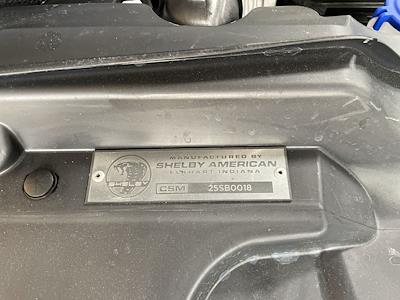 MANUFACTURED BY
SHELBY AMERICAN
ELKHART INDIANA
SHELBY
CSM 25SB0018